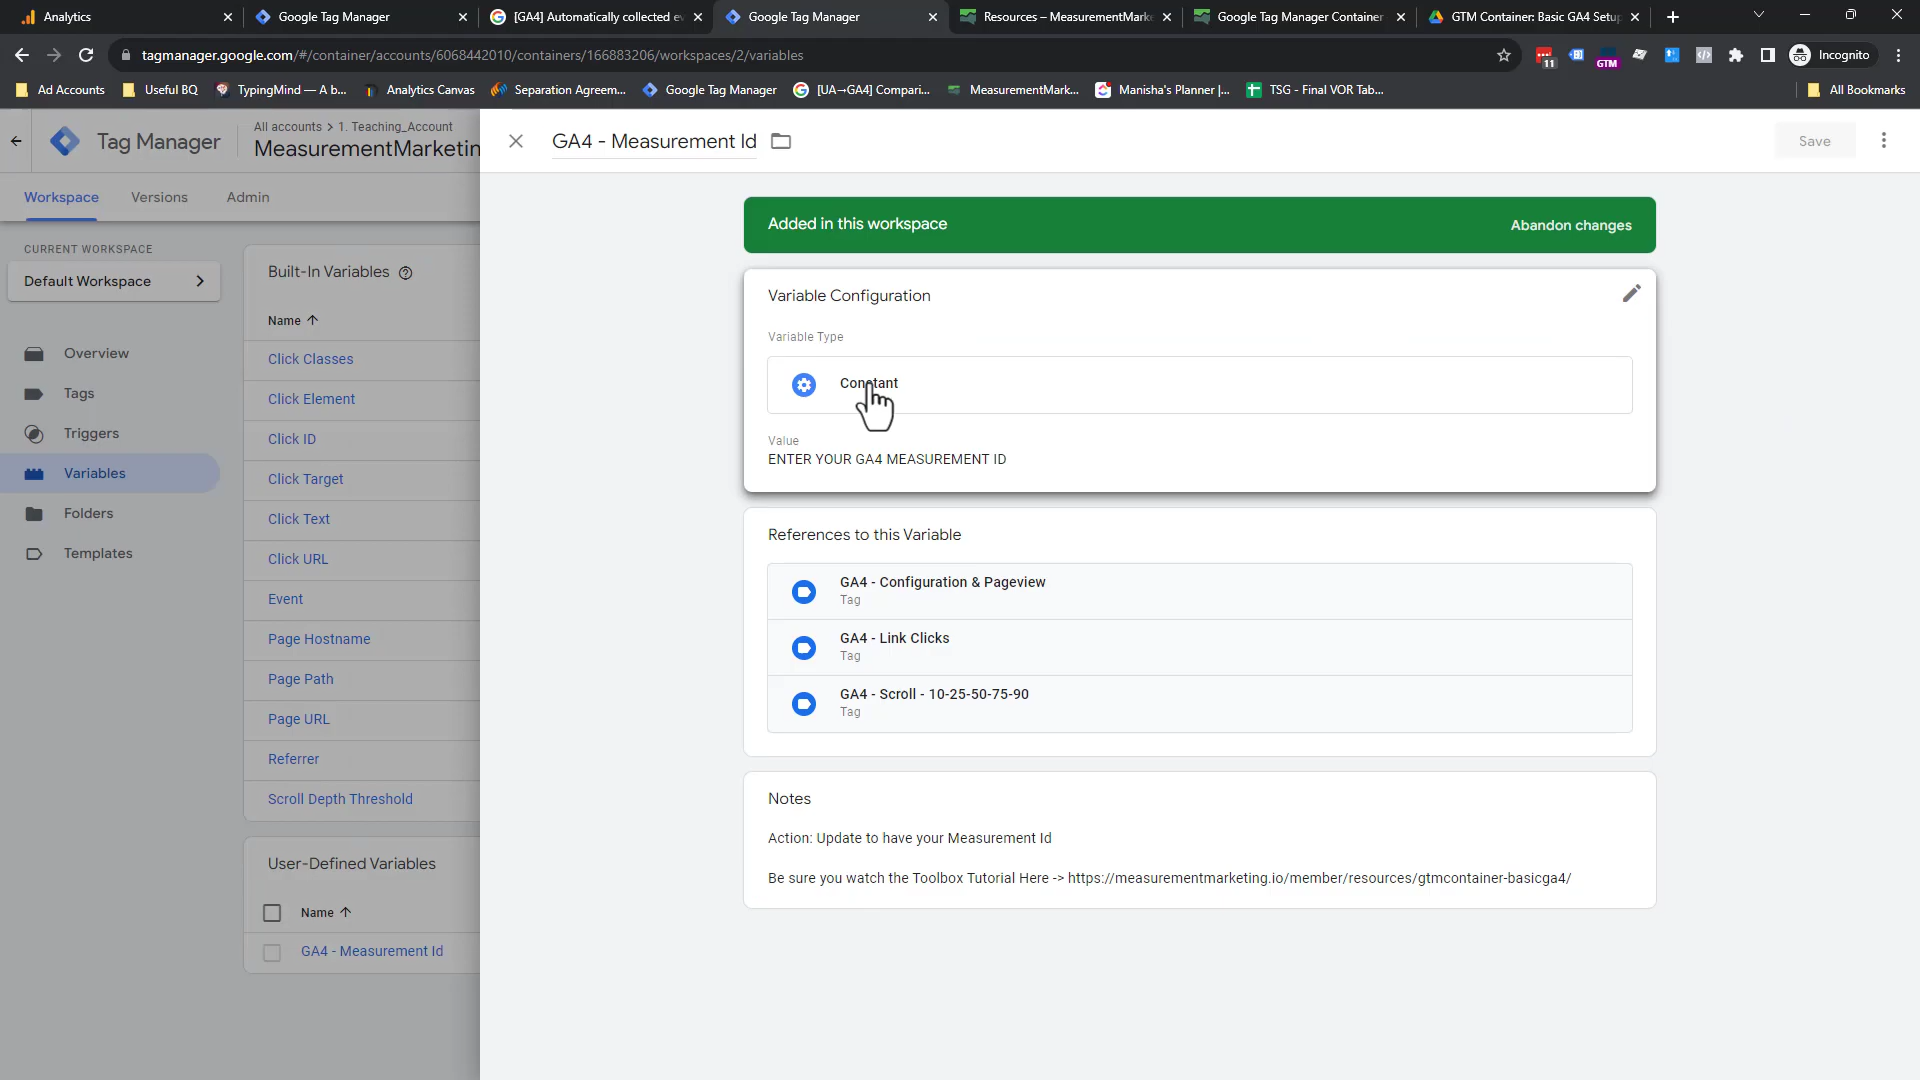 Analytics
Google Tag Manager
[GA4] Automatically collected ev
Google Tag Manager
Resources – MeasurementMarke
Google Tag Manager Container
GTM Container: Basic GA4 Setup
tagmanager.google.com/#/container/accounts/6068442010/containers/166883206/workspaces/2/variables
11
GTM
Incognito
Ad Accounts
Useful BQ
TypingMind — A b...
Analytics Canvas
Separation Agreem...
Google Tag Manager
[UA→GA4] Compari...
MeasurementMark...
Manisha's Planner |...
TSG - Final VOR Tab...
All Bookmarks
Tag Manager
All accounts > 1. Teaching_Account
MeasurementMarketin
GA4 - Measurement Id
Save
Workspace
Versions
Admin
Added in this workspace
Abandon changes
CURRENT WORKSPACE
Default Workspace
Overview
Tags
Triggers
Variables
Folders
Templates
Built-In Variables
Name
Click Classes
Click Element
Click ID
Click Target
Click Text
Click URL
Event
Page Hostname
Page Path
Page URL
Referrer
Scroll Depth Threshold
User-Defined Variables
Name
GA4 - Measurement Id
Variable Configuration
Variable Type
Constant
Value
ENTER YOUR GA4 MEASUREMENT ID
References to this Variable
GA4 - Configuration & Pageview
Tag
GA4 - Link Clicks
Tag
GA4 - Scroll - 10-25-50-75-90
Tag
Notes
Action: Update to have your Measurement Id
Be sure you watch the Toolbox Tutorial Here -> https://measurementmarketing.io/member/resources/gtmcontainer-basicga4/